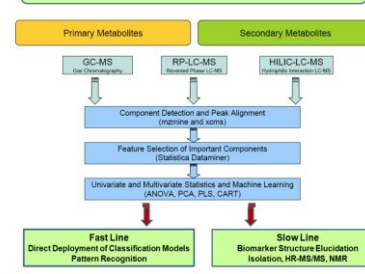 Primary Metabolites
Secondary Metabolites
GC-MS
Gas Chromatography
RP-LC-MS
Reversed Phase LC-MS
HILIC-LC-MS
Hydrophilic Interaction LC-MS
Component Detection and Peak Alignment
(mzmine and xcms)
Feature Selection of Important Components
(Statistica Dataminer)
Univariate and Multivariate Statistics and Machine Learning
(ANOVA, PCA, PLS, CART)
Fast Line
Direct Deployment of Classification Models
Pattern Recognition
Slow Line
Biomarker Structure Elucidation
Isolation, HR-MS/MS, NMR